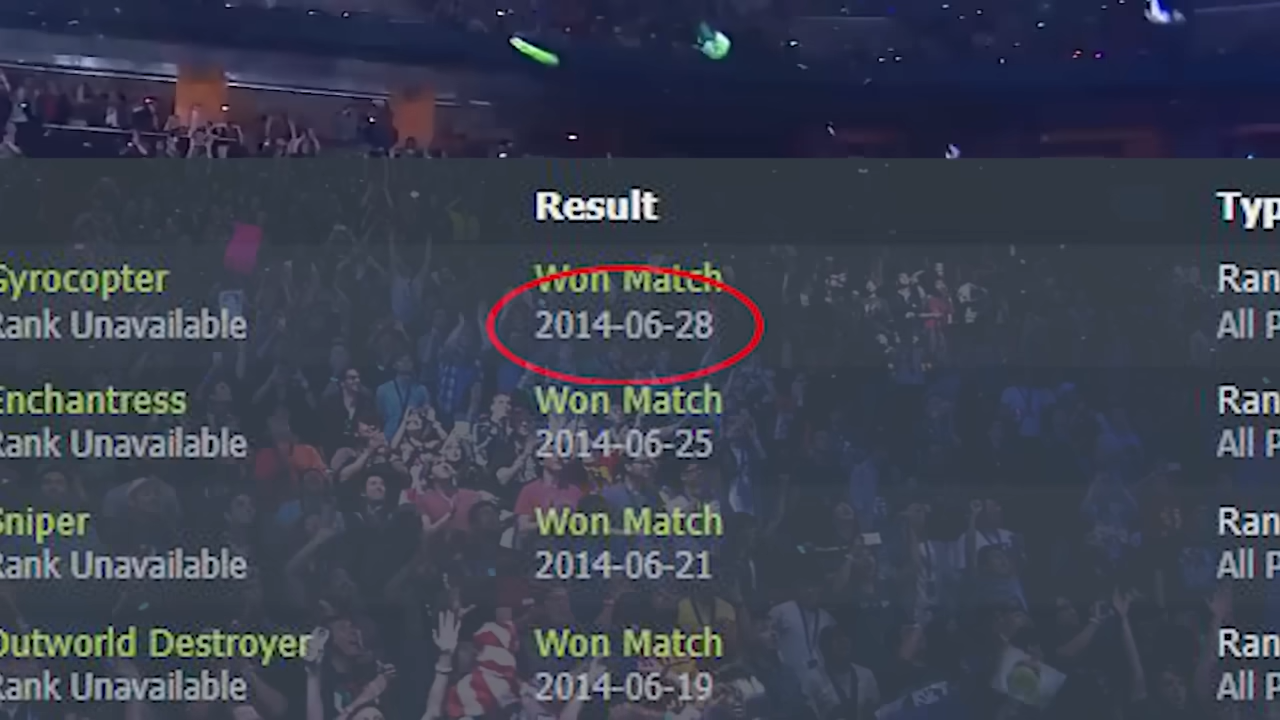 Result Typ
Gyrocopter Won Match Ran
Rank Unavailable 2014-06-28 All P
Enchantress Won Match Ran
Rank Unavailable 2014-06-25 All P
Sniper Won Match Ran
Rank Unavailable 2014-06-21 All P
Outworld Destroyer Won Match Ran
Rank Unavailable 2014-06-19 All P